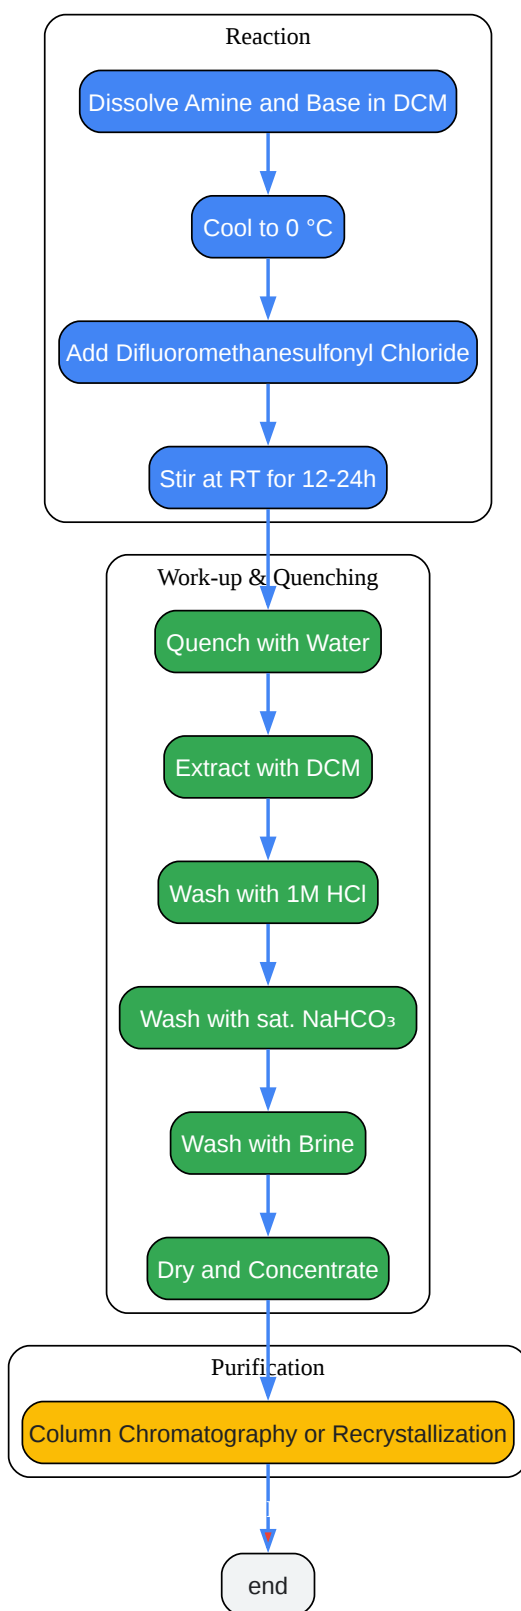 Reaction
Dissolve Amine and Base in DCM
Cool to 0 °C
Add Difluoromethanesulfonyl Chloride
Stir at RT for 12-24h
Work-up & Quenching
Quench with Water
Extract with DCM
Wash with 1M HCl
Wash with sat. NaHCO₃
Wash with Brine
Dry and Concentrate
Purification
Column Chromatography or Recrystallization
end